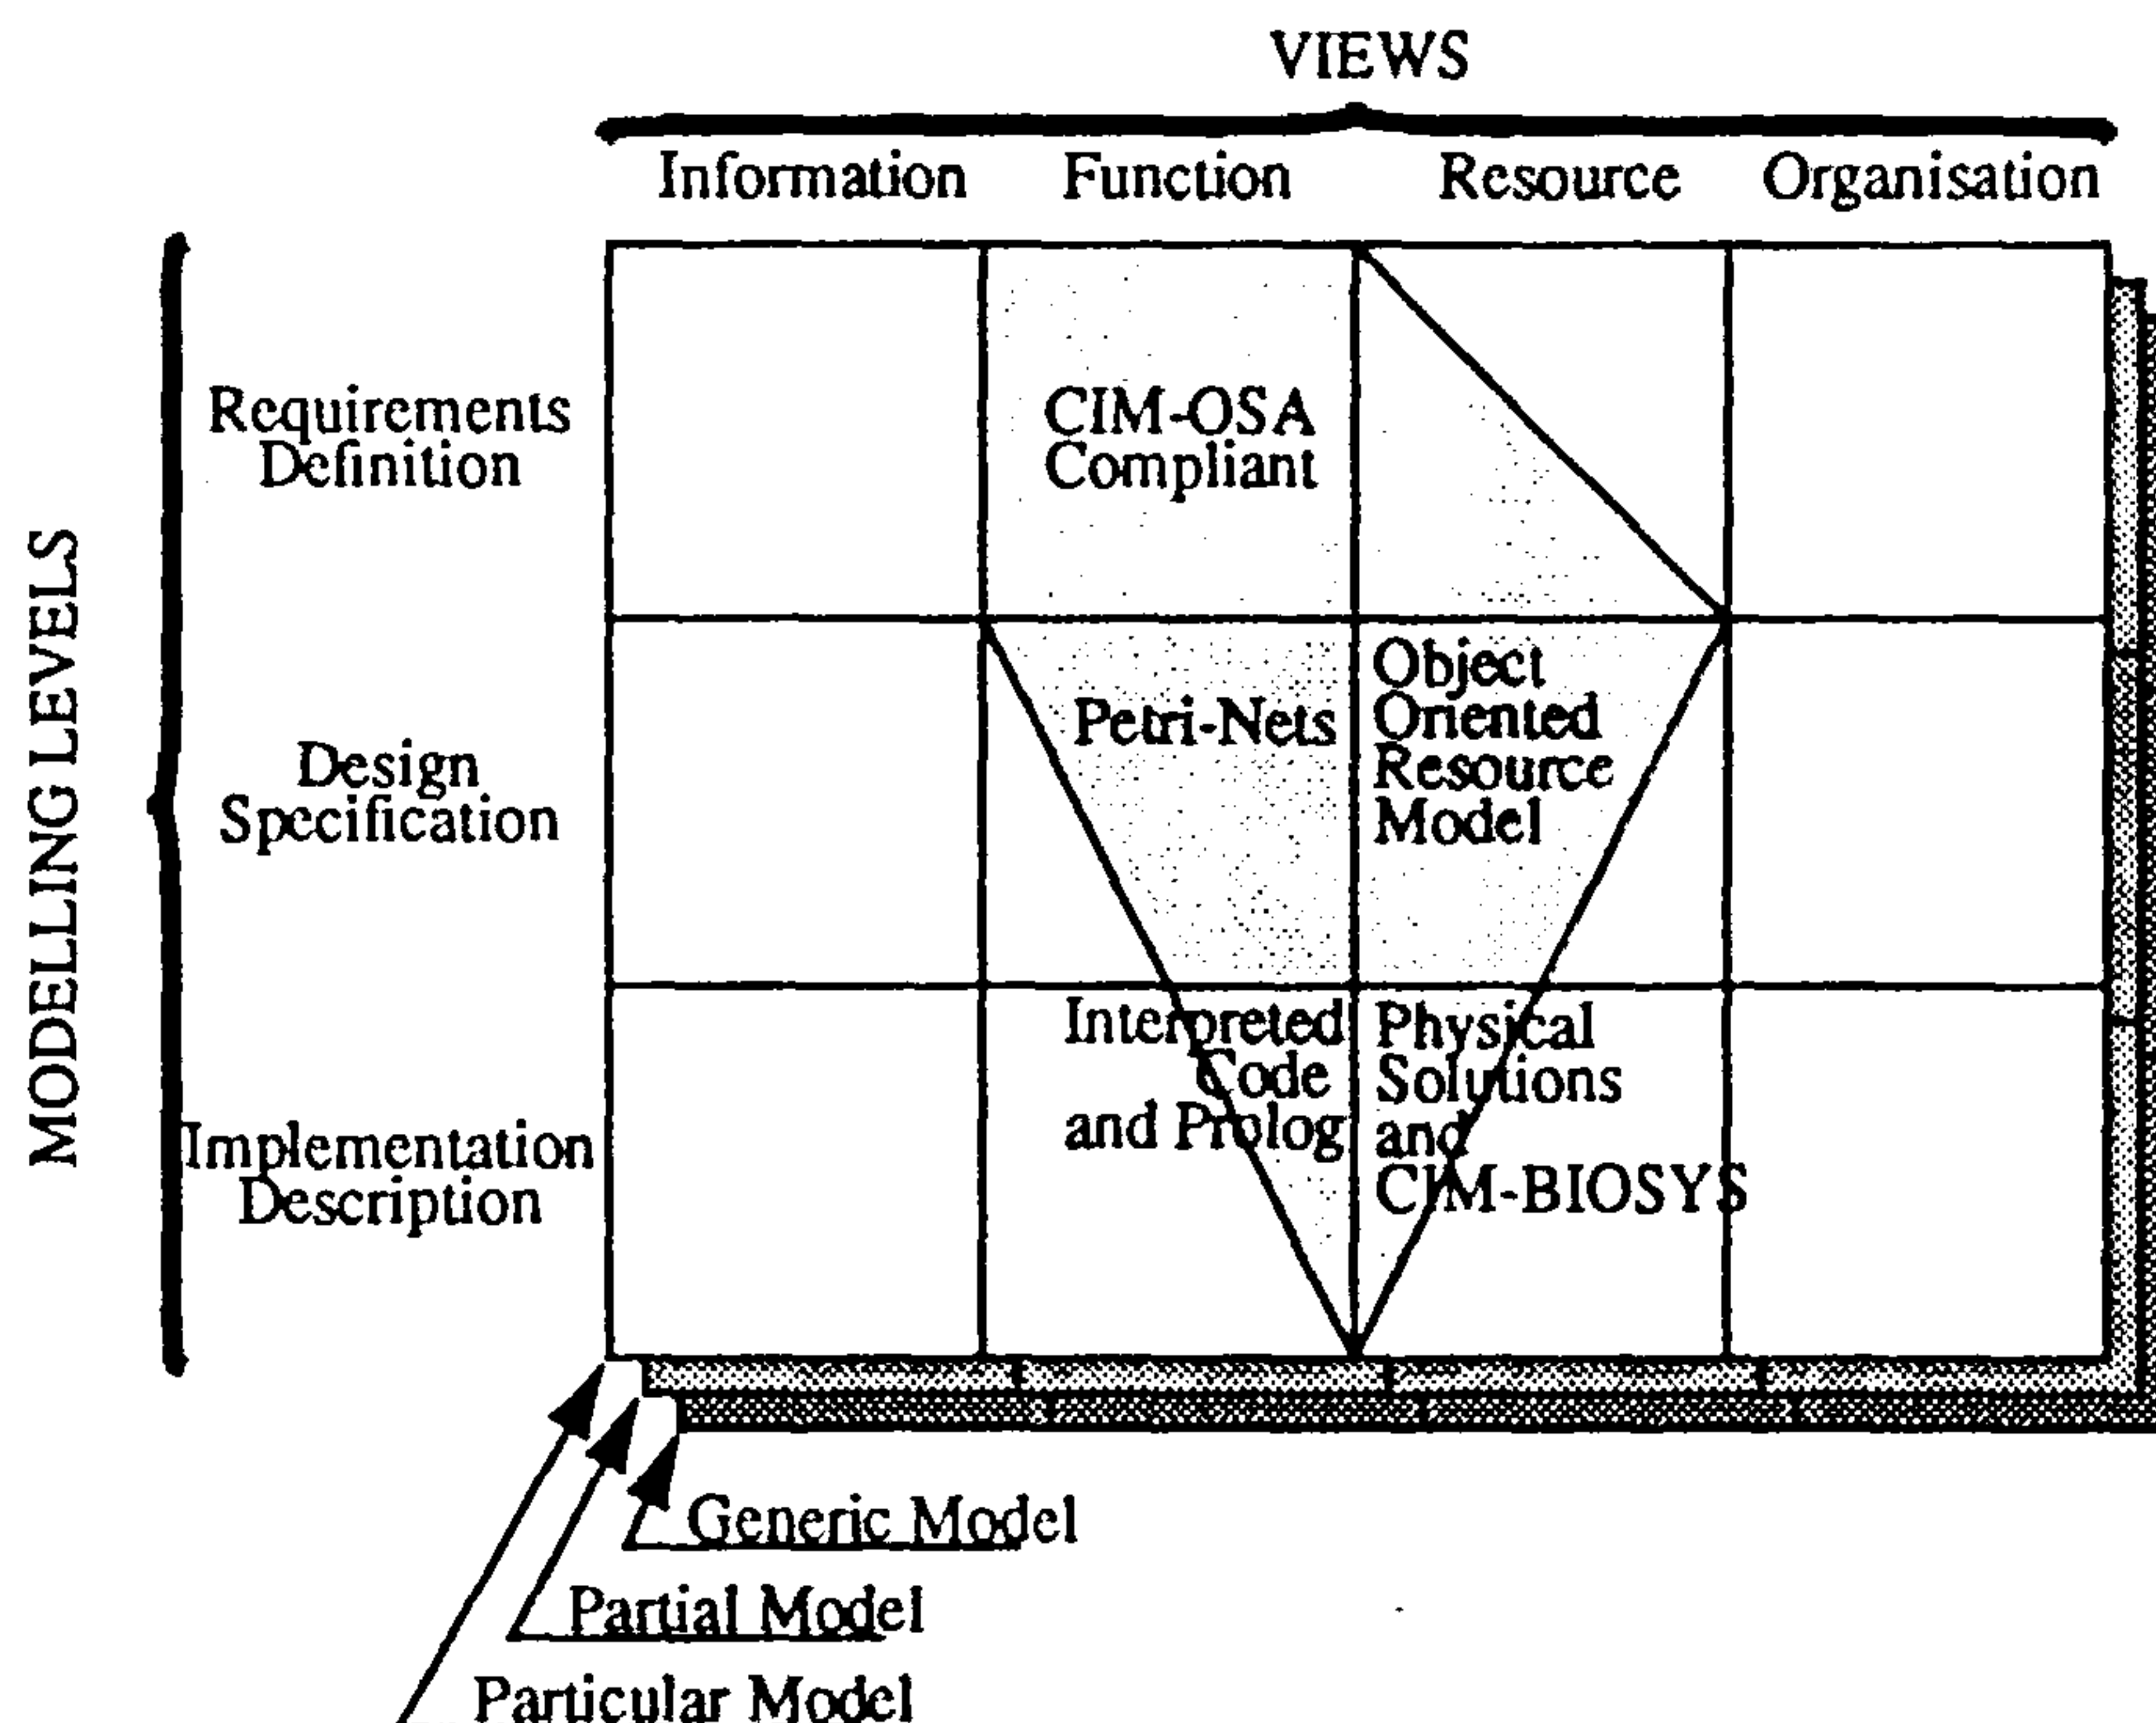 VIEWS
Information Function Resource Organisation
MODELLING LEVELS
Requirements
Definition
CIM-OSA
Compliant
Design
Specification
Petri-Nets
Object
Oriented
Resource
Model
Implementation
Description
Interpreted
Code
and Prolog
Physical
Solutions
and
CIM-BIOSYS
Generic Model
Partial Model
Particular Model